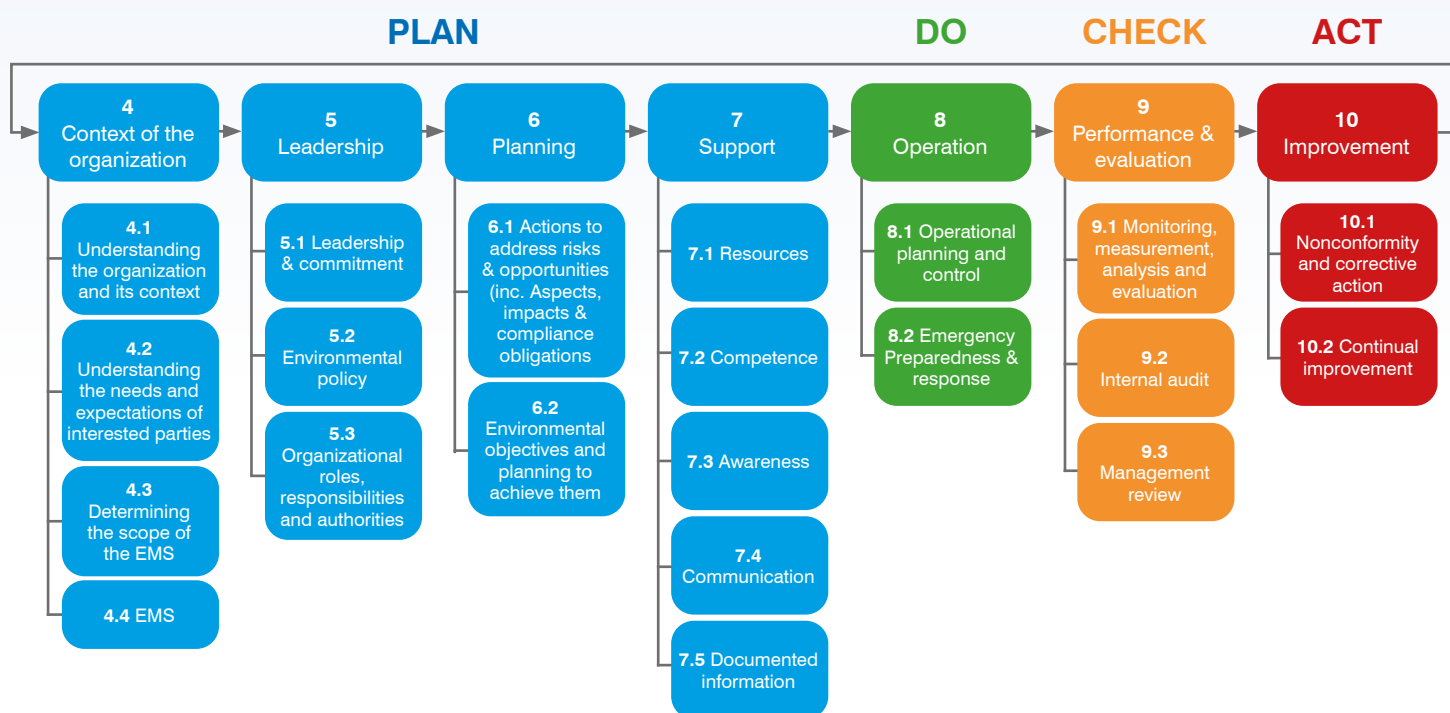 PLAN
DO
CHECK
ACT
4
Context of the
organization
5
Leadership
6
Planning
7
Support
8
Operation
9
Performance &
evaluation
10
Improvement
4.1
Understanding
the organization
and its context
4.2
Understanding
the needs and
expectations of
interested parties
4.3
Determining
the scope of
the EMS
4.4 EMS
5.1 Leadership
& commitment
5.2
Environmental
policy
5.3
Organizational
roles,
responsibilities
and authorities
6.1 Actions to
address risks
& opportunities
(inc. Aspects,
impacts &
compliance
obligations
6.2
Environmental
objectives and
planning to
achieve them
7.1 Resources
7.2 Competence
7.3 Awareness
7.4
Communication
7.5 Documented
information
8.1 Operational
planning and
control
8.2 Emergency
Preparedness &
response
9.1 Monitoring,
measurement,
analysis and
evaluation
9.2
Internal audit
9.3
Management
review
10.1
Nonconformity
and corrective
action
10.2 Continual
improvement